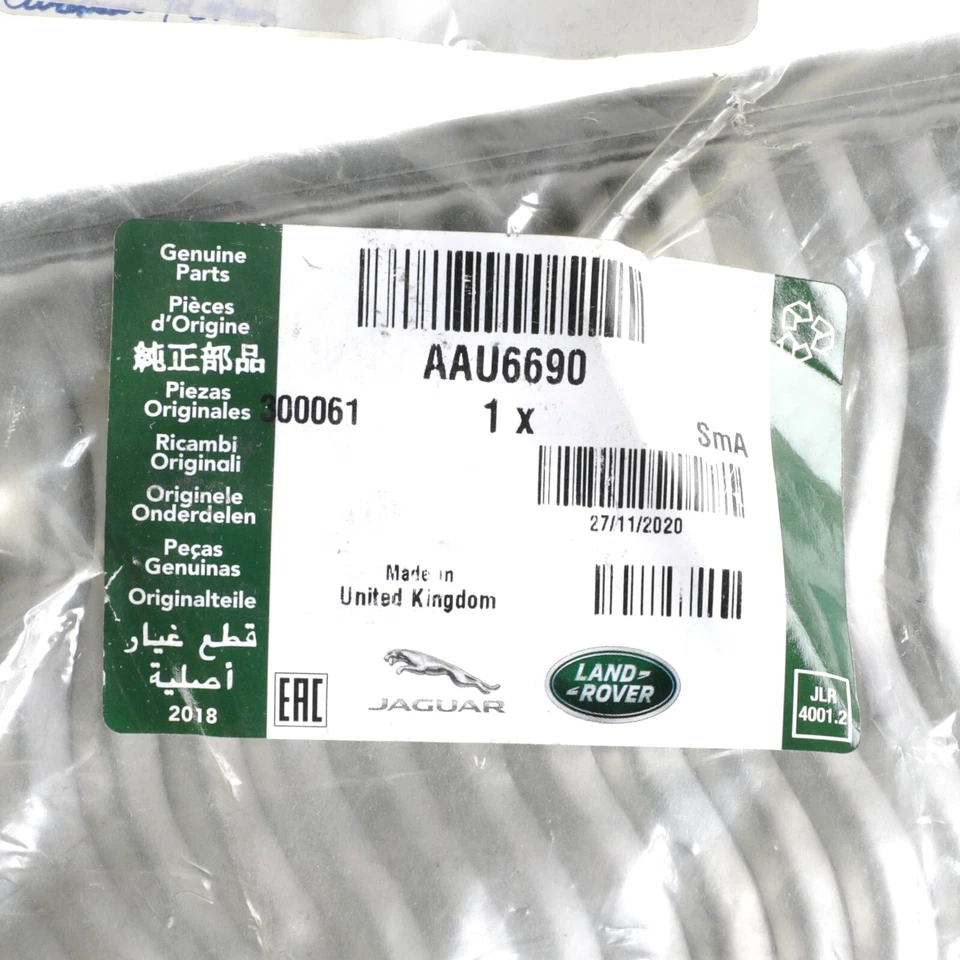 Genuine
Parts
Pièces
d'Origine
純正部品
Piezas
Originales
Ricambi
Originali
Originele
Onderdelen
Peças
Genuinas
Originalteile
قطع غيار
أصلية
2018
AAU6690
300061
1 x
SmA
27/11/2020
Made in
United Kingdom
EAC
JAGUAR
LAND-
-ROVER
JLR
4001.2